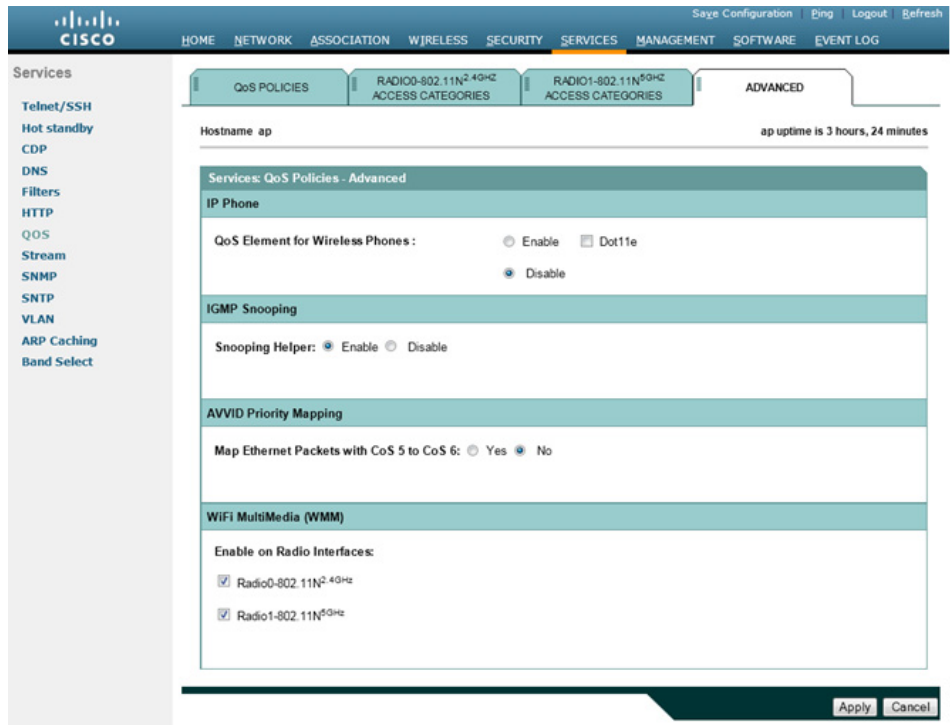 Save Configuration Ping Logout Refresh
CISCO
HOME NETWORK ASSOCIATION WIRELESS SECURITY SERVICES MANAGEMENT SOFTWARE EVENT LOG
Services
Telnet/SSH
Hot standby
CDP
DNS
Filters
HTTP
QOS
Stream
SNMP
SNTP
VLAN
ARP Caching
Band Select
QoS POLICIES
RADIO0-802.11N2.4GHZ
ACCESS CATEGORIES
RADIO1-802.11N5GHZ
ACCESS CATEGORIES
ADVANCED
Hostname ap
ap uptime is 3 hours, 24 minutes
Services: QoS Policies - Advanced
IP Phone
QoS Element for Wireless Phones : Enable Dot11e
Disable
IGMP Snooping
Snooping Helper: Enable Disable
AVVID Priority Mapping
Map Ethernet Packets with CoS 5 to CoS 6: Yes No
WiFi MultiMedia (WMM)
Enable on Radio Interfaces:
Radio0-802.11N2.4GHz
Radio1-802.11N5GHz
Apply Cancel